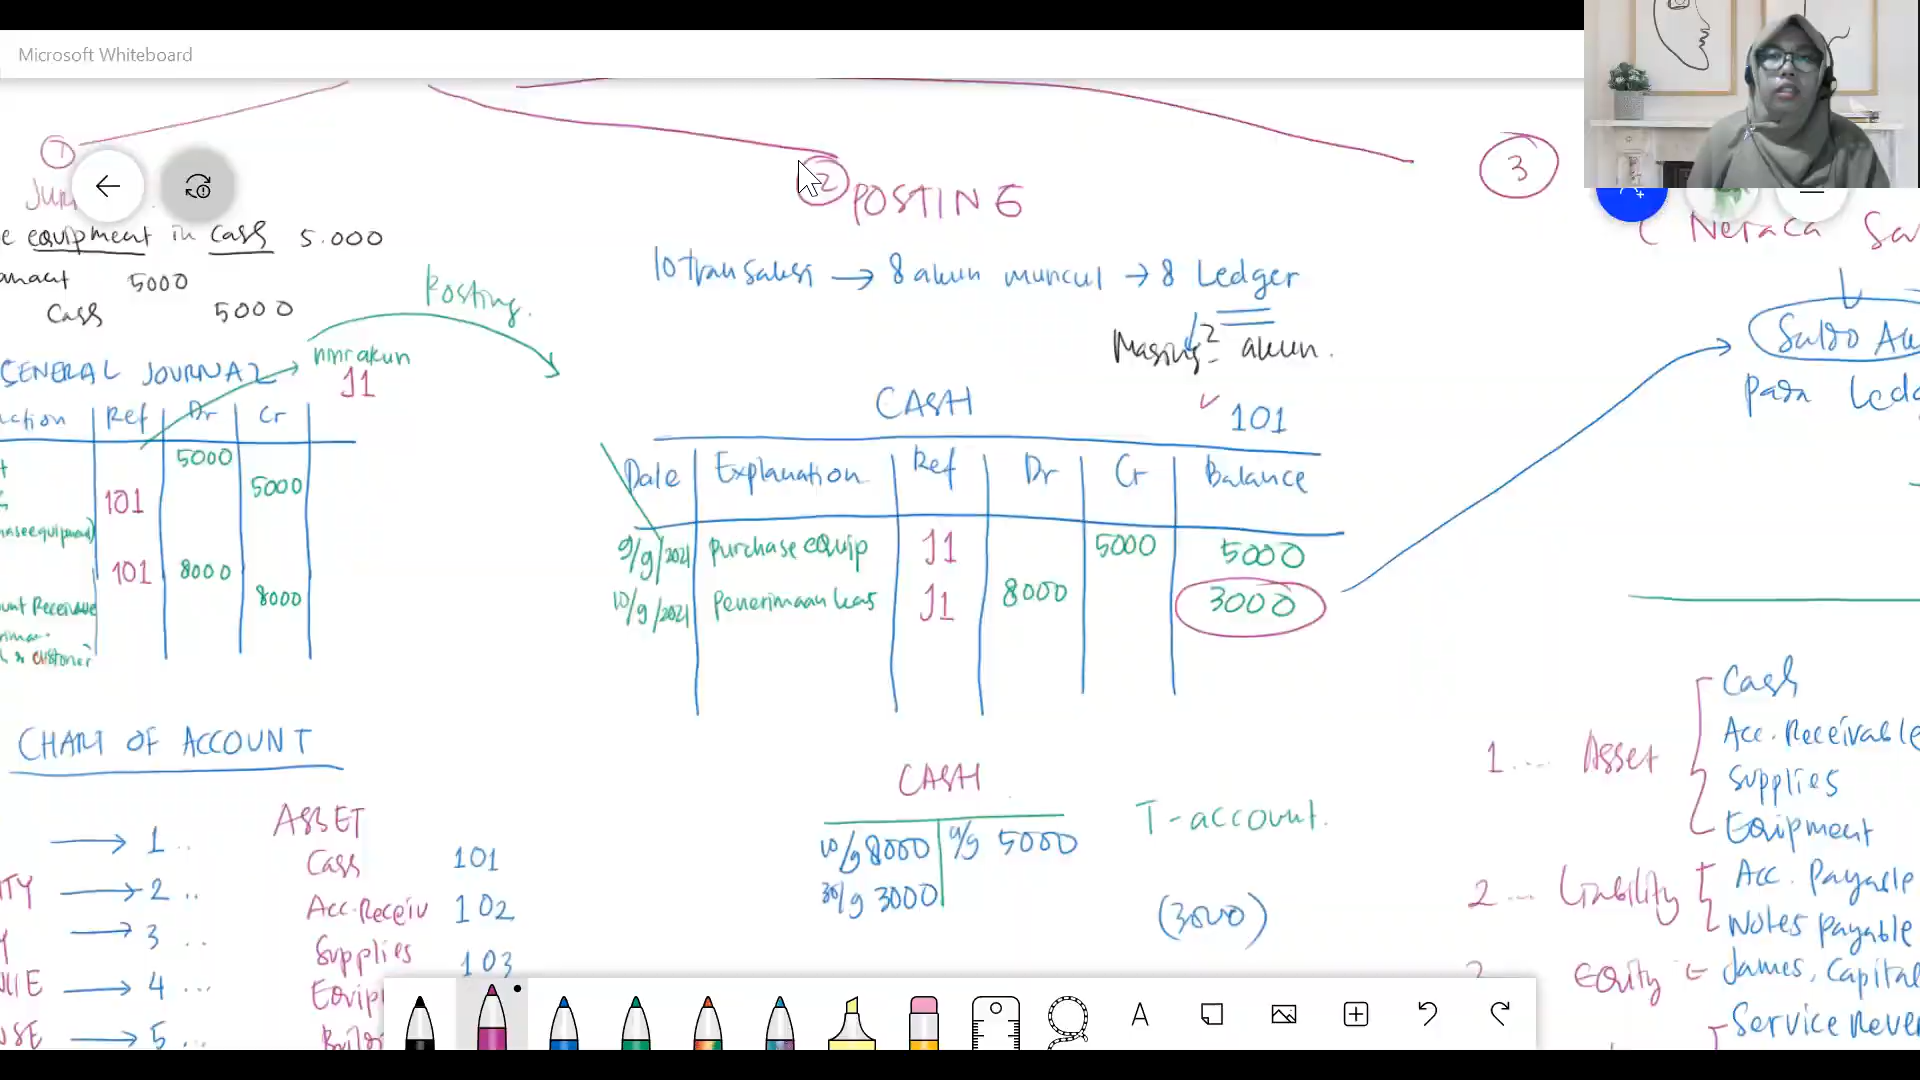 Microsoft Whiteboard
1
2 POSTING
3
equipment in Cash 5.000
5000
Cash 5000
Posting.
nmr akun
J1
GENERAL JOURNAL
Ref Dr Cr
5000
5000
101
101 8000
8000
customer
10 transaksi → 8 akun muncul → 8 Ledger
Masing2 akun.
CASH 101
Date Explanation Ref Dr Cr Balance
9/9/2021 purchase equip J1 5000 5000
10/9/2021 penerimaan kas J1 8000 3000
CASH
10/9 8000 9/9 5000
30/9 3000
T-account.
(3000)
CHART OF ACCOUNT
→ 1 ..
→ 2 ..
→ 3 ..
→ 4 ...
→ 5 ..
ASSET
Cash 101
Acc.Receiv 102
Supplies 103
( Neraca
Saldo
pada
1.... Asset
Cash
Acc. Receivable
Supplies
Equipment
2 ... Liability
Acc. Payable
Notes payable
Equity
James, Capital
Service
A